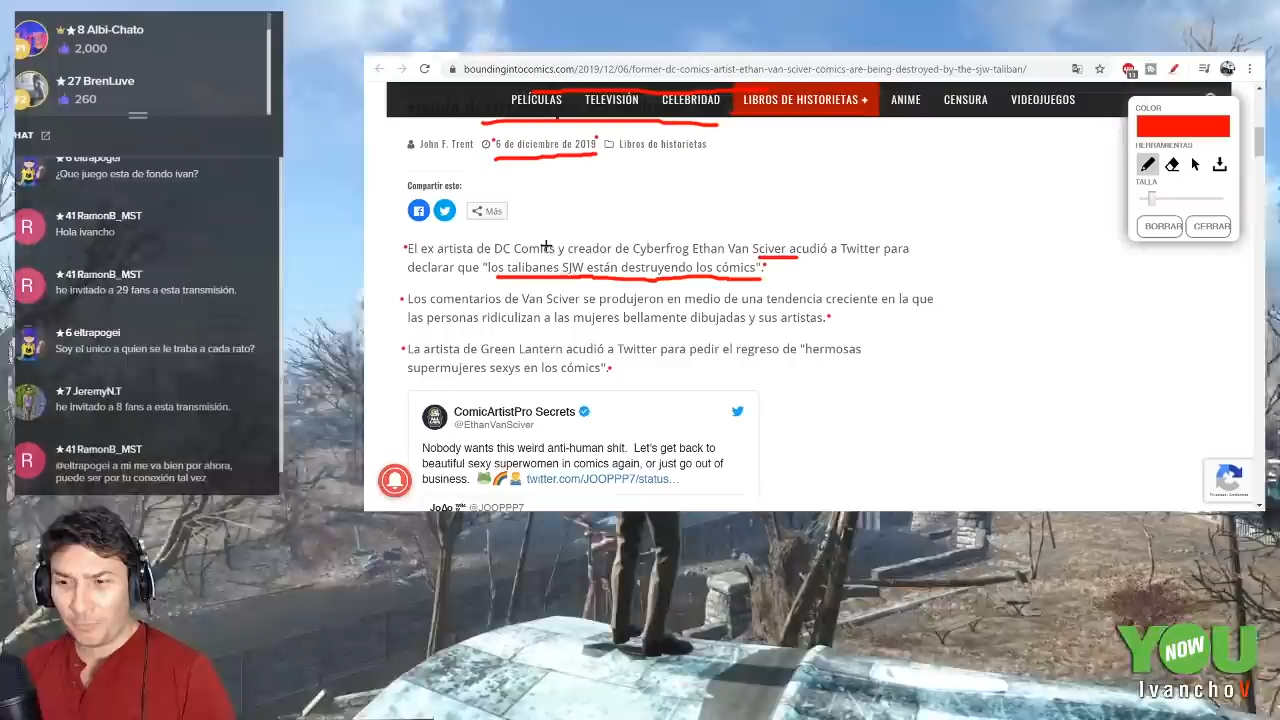 8 Albi-Chato
2,000
27 BrenLuve
260
HAT
6 eltrapogei
¿Que juego esta de fondo ivan?
41 RamonB_MST
Hola ivancho
41 RamonB_MST
he invitado a 29 fans a esta transmisión.
6 eltrapogei
Soy el unico a quien se le traba a cada rato?
7 JeremyN.T
he invitado a 8 fans a esta transmisión.
41 RamonB_MST
@eltrapogei a mi me va bien por ahora,
puede ser por tu conexión tal vez
boundingintocomics.com/2019/12/06/former-dc-comics-artist-ethan-van-sciver-comics-are-being-destroyed-by-the-sjw-taliban/
13
PELÍCULAS TELEVISIÓN CELEBRIDAD LIBROS DE HISTORIETAS + ANIME CENSURA VIDEOJUEGOS
John F. Trent 6 de diciembre de 2019 Libros de historietas
Compartir este:
Más
El ex artista de DC Comics y creador de Cyberfrog Ethan Van Sciver acudió a Twitter para
declarar que "los talibanes SJW están destruyendo los cómics".
Los comentarios de Van Sciver se produjeron en medio de una tendencia creciente en la que
las personas ridiculizan a las mujeres bellamente dibujadas y sus artistas.
La artista de Green Lantern acudió a Twitter para pedir el regreso de "hermosas
supermujeres sexys en los cómics".
ComicArtistPro Secrets
@EthanVanSciver
Nobody wants this weird anti-human shit. Let's get back to
beautiful sexy superwomen in comics again, or just go out of
business. twitter.com/JOOPPP7/status…
JoAo @JOOPPP7
COLOR
HERRAMIENTAS
TALLA
BORRAR CERRAR
YOU
NOW
IvanchoV